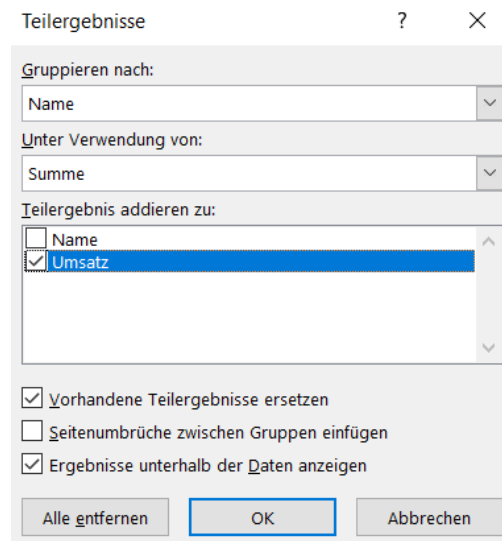 Teilergebnisse ?
Gruppieren nach:
Name
Unter Verwendung von:
Summe
Teilergebnis addieren zu:
Name
Umsatz
Vorhandene Teilergebnisse ersetzen
Seitenumbrüche zwischen Gruppen einfügen
Ergebnisse unterhalb der Daten anzeigen
Alle entfernen OK Abbrechen